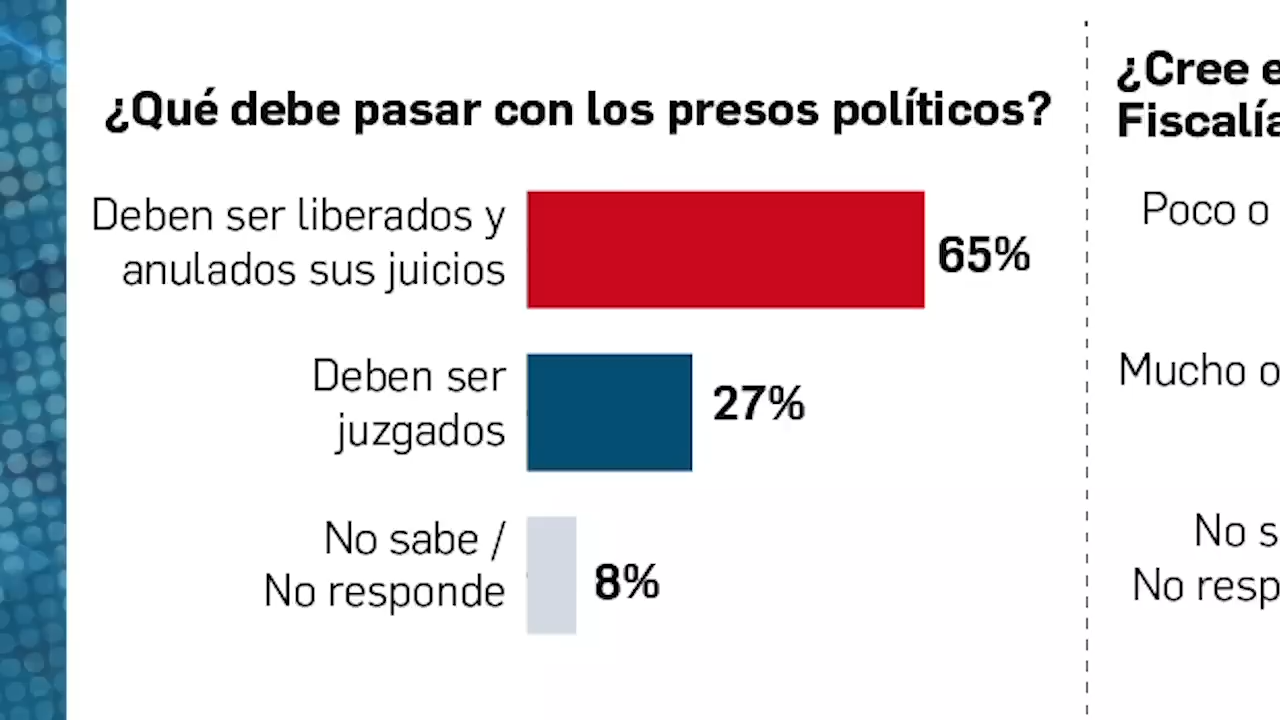 ¿Qué debe pasar con los presos políticos?
Deben ser liberados y
anulados sus juicios
65%
Deben ser
juzgados
27%
No sabe /
No responde
8%
¿Cree
Fiscalía
Poco o
Mucho o
No
No